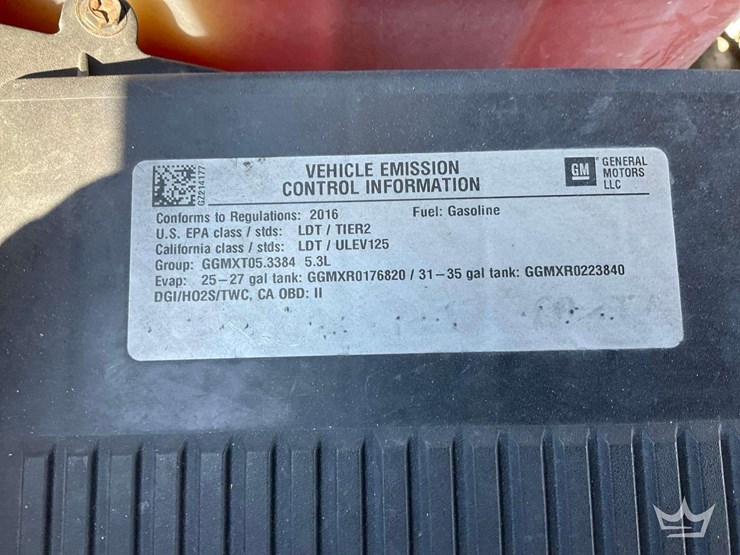 VEHICLE EMISSION
CONTROL INFORMATION
GM GENERAL
MOTORS
LLC
GZ214177
Conforms to Regulations: 2016 Fuel: Gasoline
U.S. EPA class / stds: LDT / TIER2
California class / stds: LDT / ULEV125
Group: GGMXT05.3384 5.3L
Evap: 25-27 gal tank: GGMXR0176820 / 31-35 gal tank: GGMXR0223840
DGI/HO2S/TWC, CA OBD: II